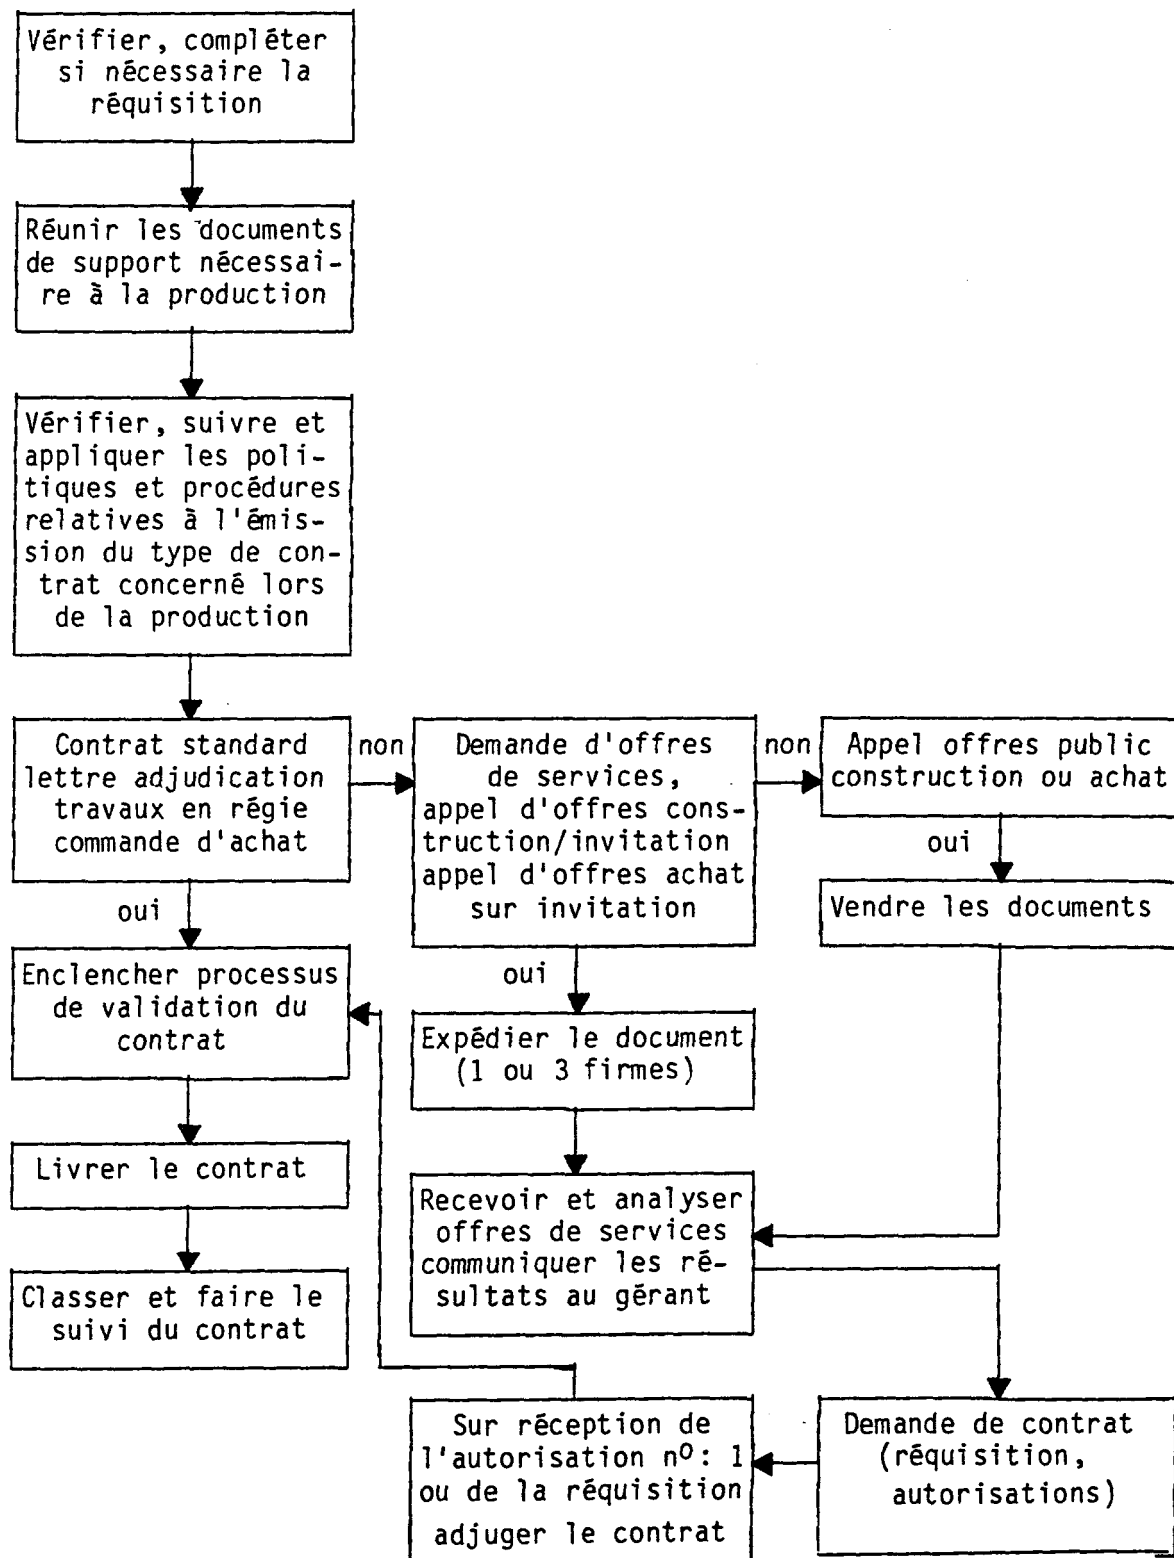 Vérifier, compléter
si nécessaire la
réquisition
Réunir les documents
de support nécessai-
re à la production
Vérifier, suivre et
appliquer les poli-
tiques et procédures
relatives à l'émis-
sion du type de con-
trat concerné lors
de la production
Contrat standard
lettre adjudication
travaux en régie
commande d'achat
non
Demande d'offres
de services,
appel d'offres cons-
truction/invitation
appel d'offres achat
sur invitation
non
Appel offres public
construction ou achat
oui
Vendre les documents
oui
Enclencher processus
de validation du
contrat
oui
Expédier le document
(1 ou 3 firmes)
Livrer le contrat
Recevoir et analyser
offres de services
communiquer les ré-
sultats au gérant
Classer et faire le
suivi du contrat
Sur réception de
l'autorisation nº: 1
ou de la réquisition
adjuger le contrat
Demande de contrat
(réquisition,
autorisations)